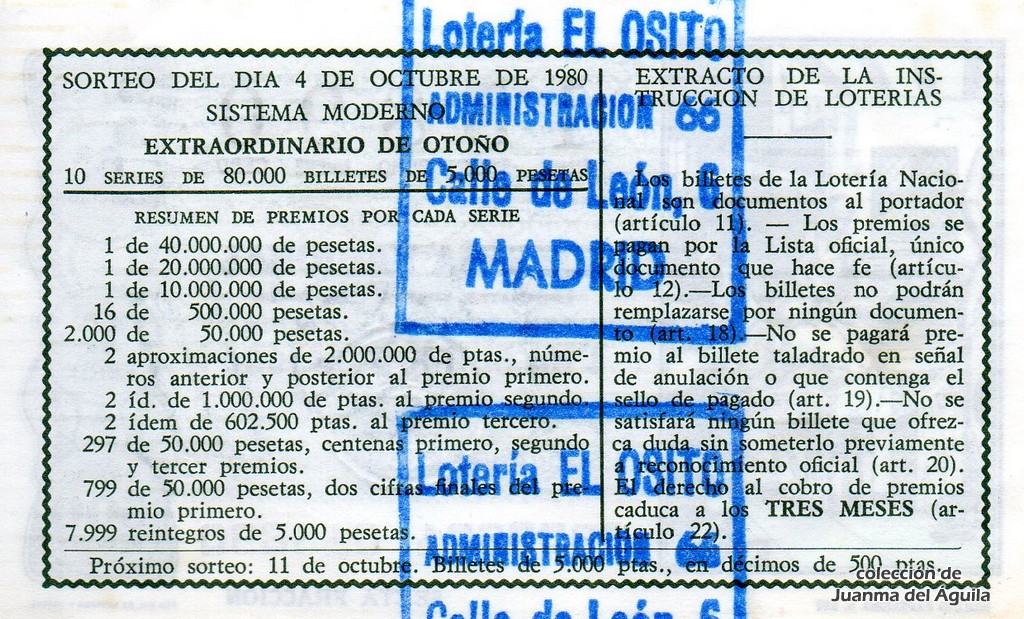 Lotería EL OSITO
ADMINISTRACION 66
Calle de León, 6
MADRID
SORTEO DEL DIA 4 DE OCTUBRE DE 1980
SISTEMA MODERNO
EXTRAORDINARIO DE OTOÑO
10 SERIES DE 80.000 BILLETES DE 5.000 PESETAS
RESUMEN DE PREMIOS POR CADA SERIE
1 de 40.000.000 de pesetas.
1 de 20.000.000 de pesetas.
1 de 10.000.000 de pesetas.
16 de 500.000 pesetas.
2.000 de 50.000 pesetas.
2 aproximaciones de 2.000.000 de ptas., núme-
ros anterior y posterior al premio primero.
2 íd. de 1.000.000 de ptas. al premio segundo.
2 ídem de 602.500 ptas. al premio tercero.
297 de 50.000 pesetas, centenas primero, segundo
y tercer premios.
799 de 50.000 pesetas, dos cifras finales del pre-
mio primero.
7.999 reintegros de 5.000 pesetas.
EXTRACTO DE LA INS-
TRUCCION DE LOTERIAS
Los billetes de la Lotería Nacio-
nal son documentos al portador
(artículo 11). — Los premios se
pagan por la Lista oficial, único
documento que hace fe (artícu-
lo 12).—Los billetes no podrán
remplazarse por ningún documen-
to (art. 18).—No se pagará pre-
mio al billete taladrado en señal
de anulación o que contenga el
sello de pagado (art. 19).—No se
satisfará ningún billete que ofrez-
ca duda sin someterlo previamente
a reconocimiento oficial (art. 20).
El derecho al cobro de premios
caduca a los TRES MESES (ar-
tículo 22).
Próximo sorteo: 11 de octubre. Billetes de 5.000 ptas., en décimos de 500 ptas.
Lotería EL OSITO
ADMINISTRACION 66
Calle de León, 6
colección de
Juanma del Águila